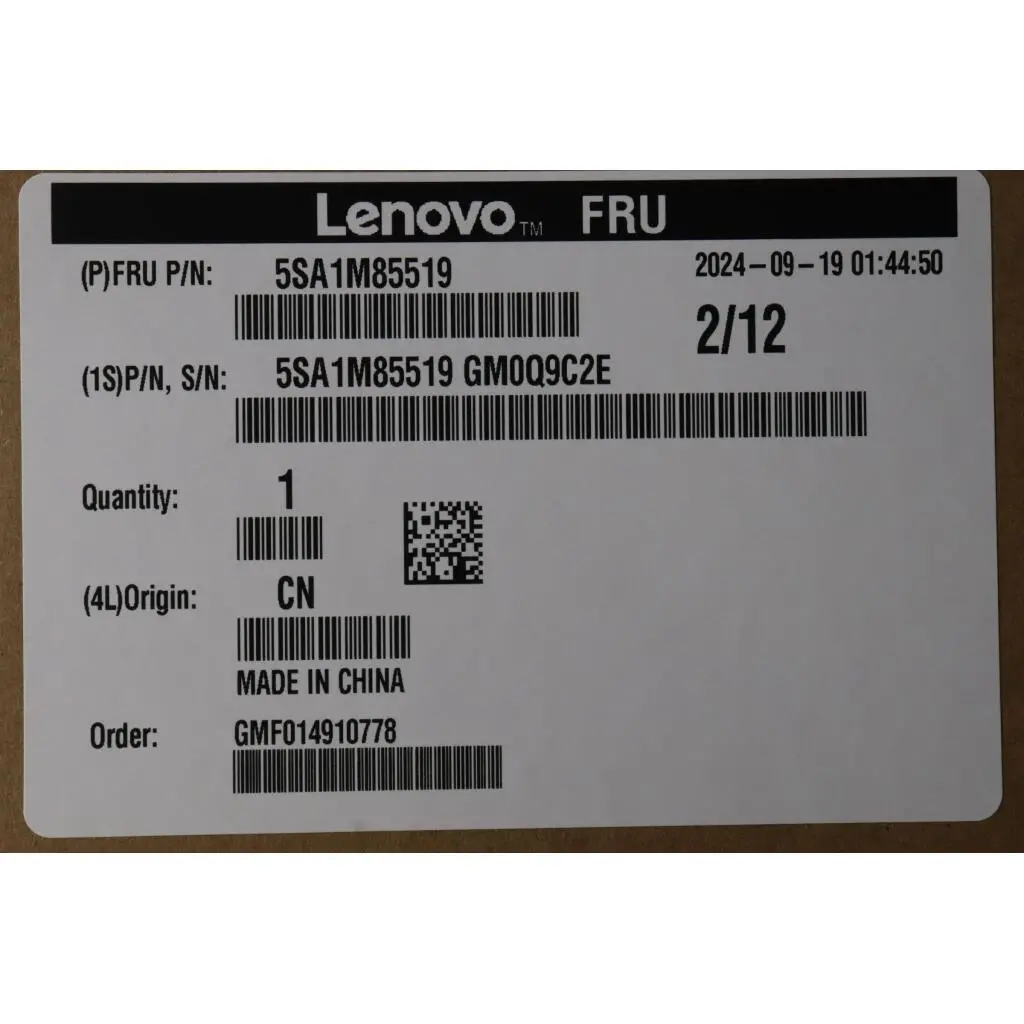 Lenovo™ FRU
(P)FRU P/N: 5SA1M85519 2024-09-19 01:44:50
2/12
(1S)P/N, S/N: 5SA1M85519 GM0Q9C2E
Quantity: 1
(4L)Origin: CN
MADE IN CHINA
Order: GMF014910778